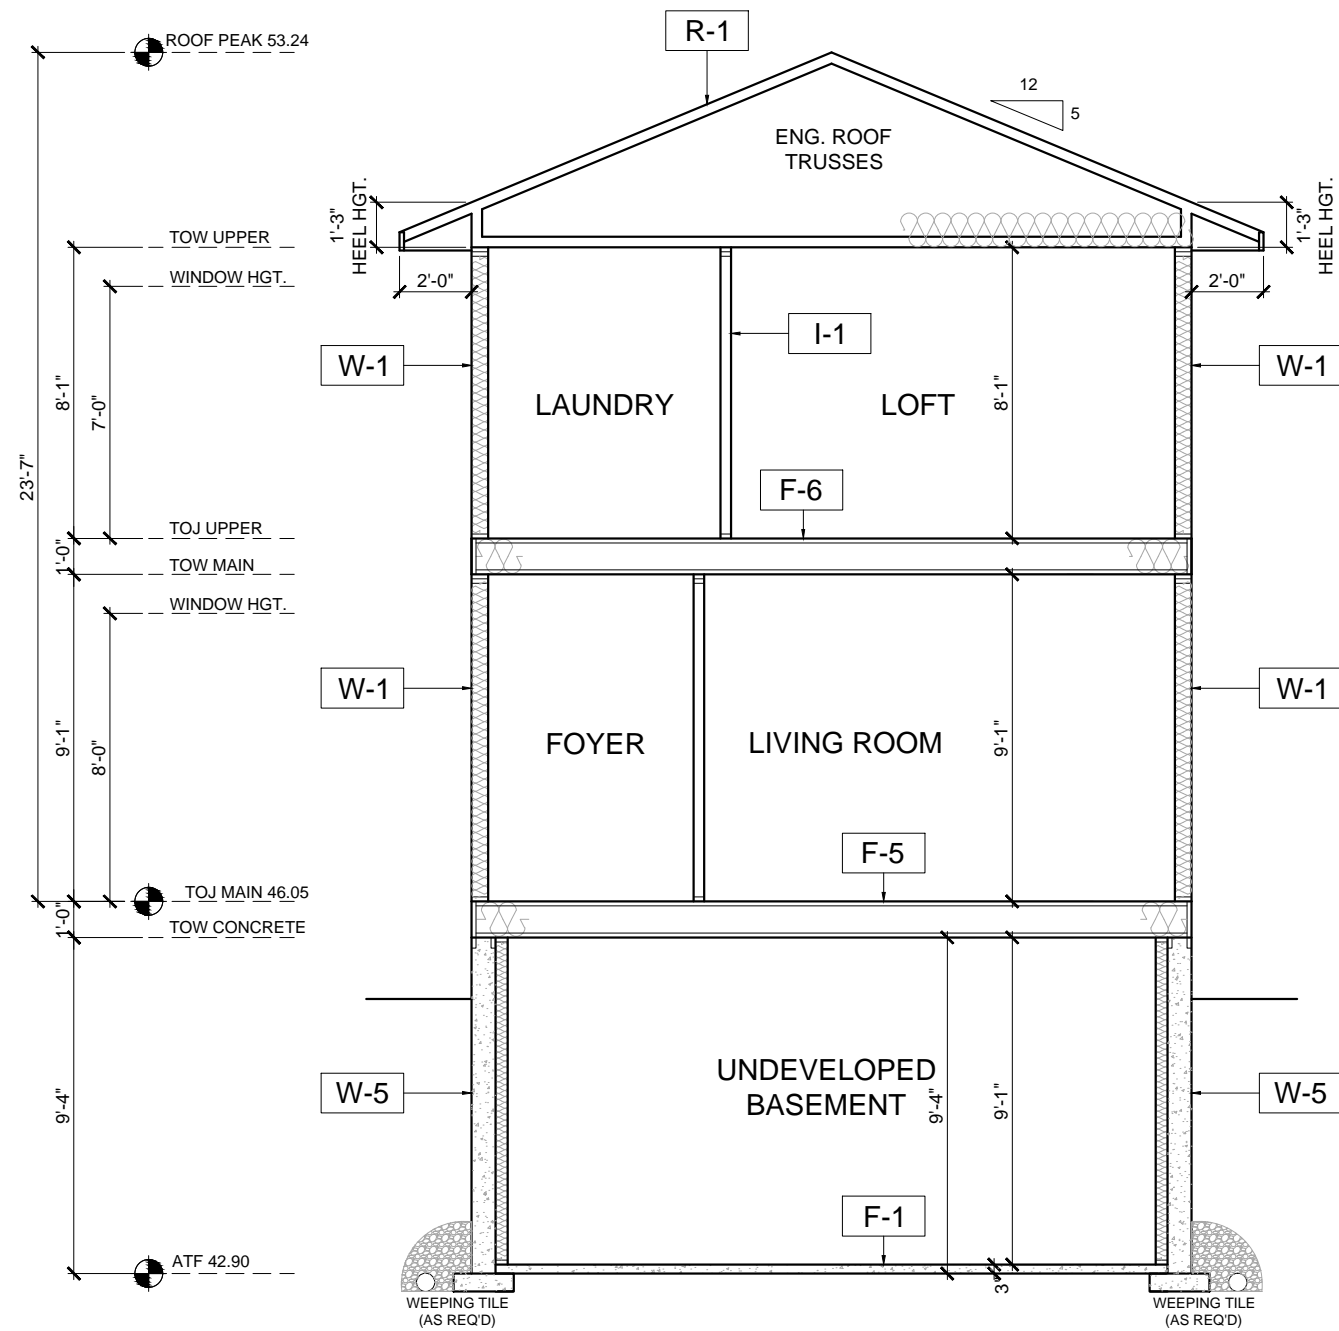 R-1
ROOF PEAK 53.24
12
5
ENG. ROOF
TRUSSES
1'-3"
HEEL HGT.
1'-3"
HEEL HGT.
TOW UPPER
WINDOW HGT.
2'-0"
2'-0"
I-1
W-1
W-1
8'-1"
7'-0"
LAUNDRY
LOFT
8'-1"
23'-7"
F-6
TOJ UPPER
1'-0"
TOW MAIN
WINDOW HGT.
W-1
W-1
9'-1"
8'-0"
FOYER
LIVING ROOM
9'-1"
F-5
TOJ MAIN 46.05
1'-0"
TOW CONCRETE
UNDEVELOPED
BASEMENT
W-5
W-5
9'-4"
9'-4"
9'-1"
F-1
ATF 42.90
3"
WEEPING TILE
(AS REQ'D)
WEEPING TILE
(AS REQ'D)